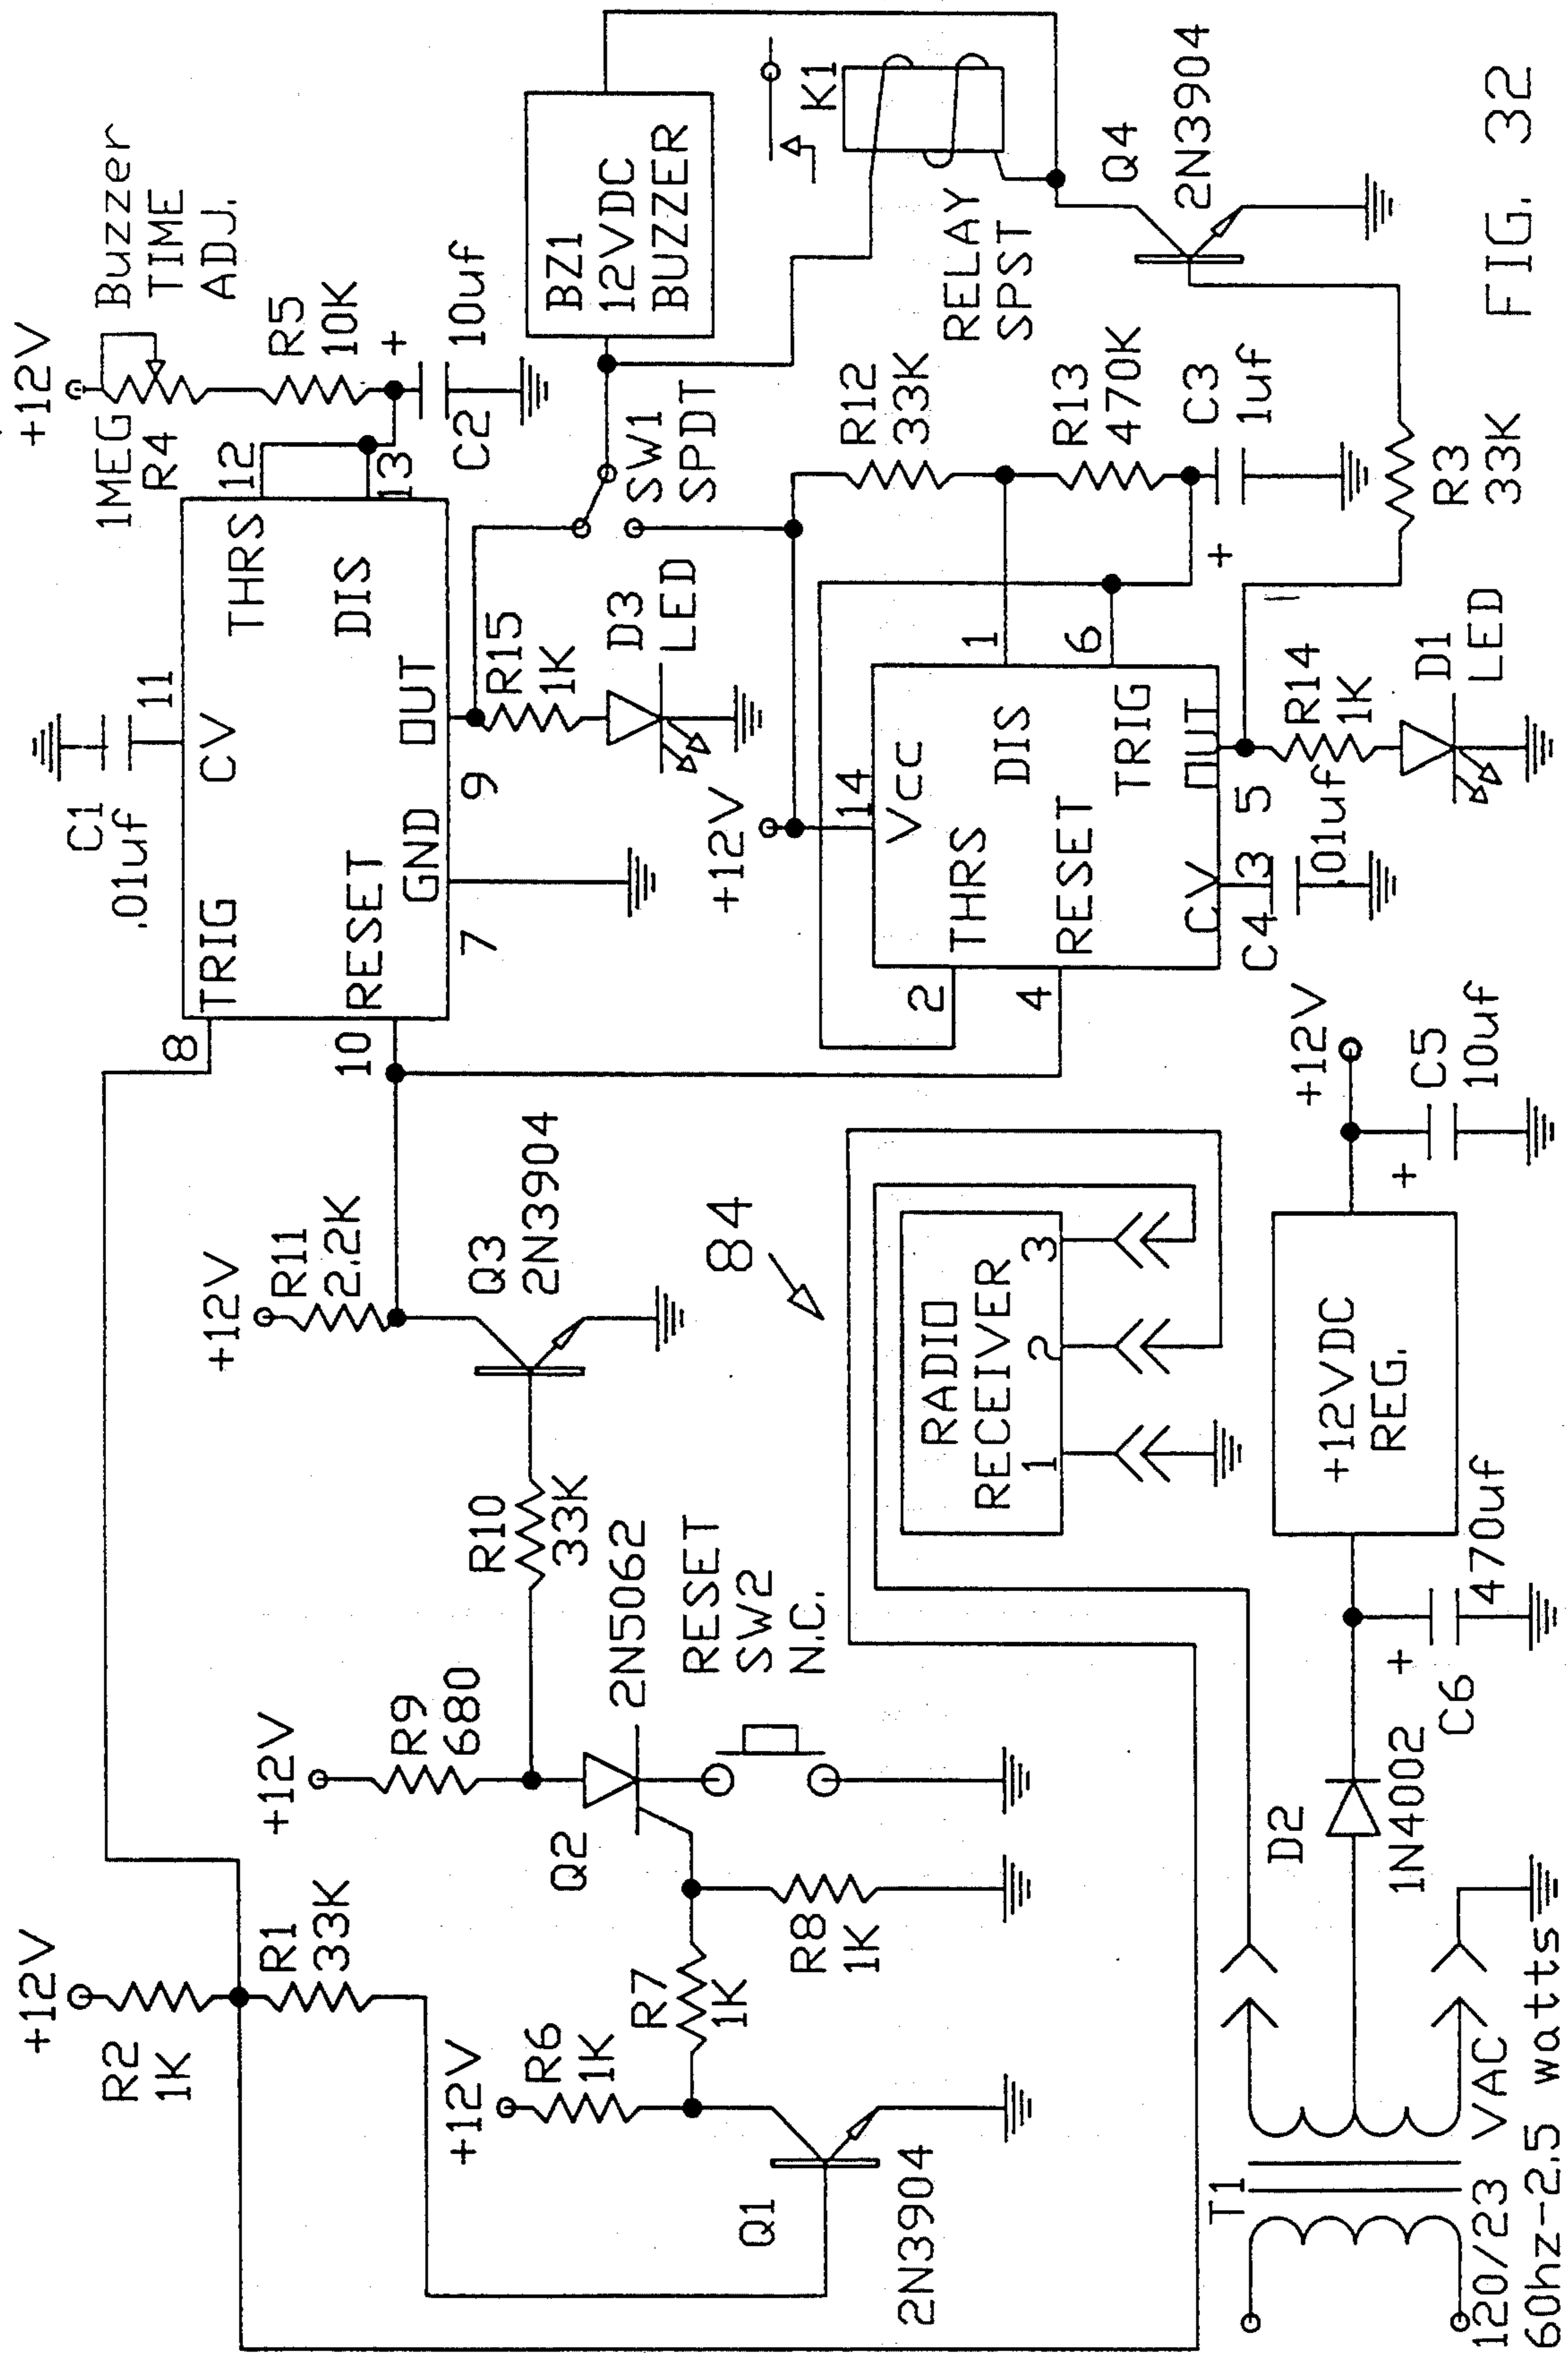 +12V
R2
1K
R1
33K
+12V
R6
1K
Q1
2N3904
R7
1K
R8
1K
+12V
R9
680
Q2
2N5062
RESET
SW2
N.C.
R10
33K
+12V
R11
2.2K
Q3
2N3904
84
RADIO
RECEIVER
1
2
3
T1
120/23 VAC
60hz-2.5 watts
D2
1N4002
+
C6
470uf
+12VDC
REG.
+12V
+
C5
10uf
8
TRIG
10
RESET
GND
7
C1
.01uf
11
CV
OUT
9
THRS
12
DIS
13
+12V
1MEG
R4
Buzzer
TIME
ADJ.
R5
10K
+
C2
10uf
R15
1K
D3
LED
SW1
SPDT
BZ1
12VDC
BUZZER
K1
RELAY
SPST
Q4
2N3904
+12V
14
Vcc
2
THRS
4
RESET
DIS
1
TRIG
6
CV
3
OUT
5
C4
.01uf
R12
33K
R13
470K
C3
1uf
+
R14
1K
D1
LED
R3
33K
FIG. 32